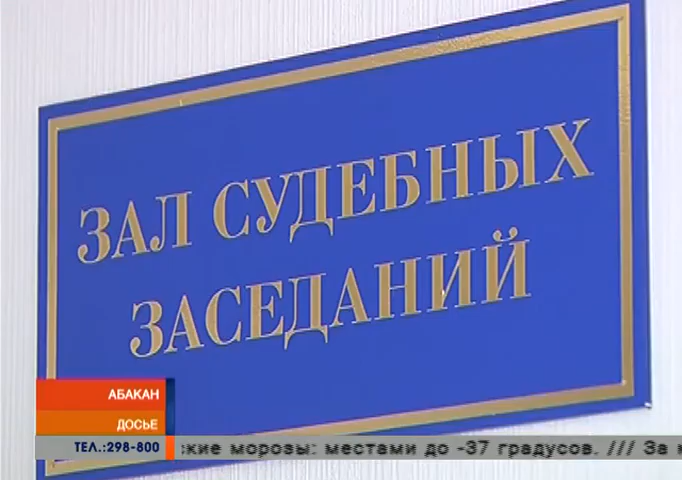 ЗАЛ СУДЕБНЫХ
ЗАСЕДАНИЙ
АБАКАН
ДОСЬЕ
ТЕЛ.:298-800
морозы: местами до -37 градусов. /// За